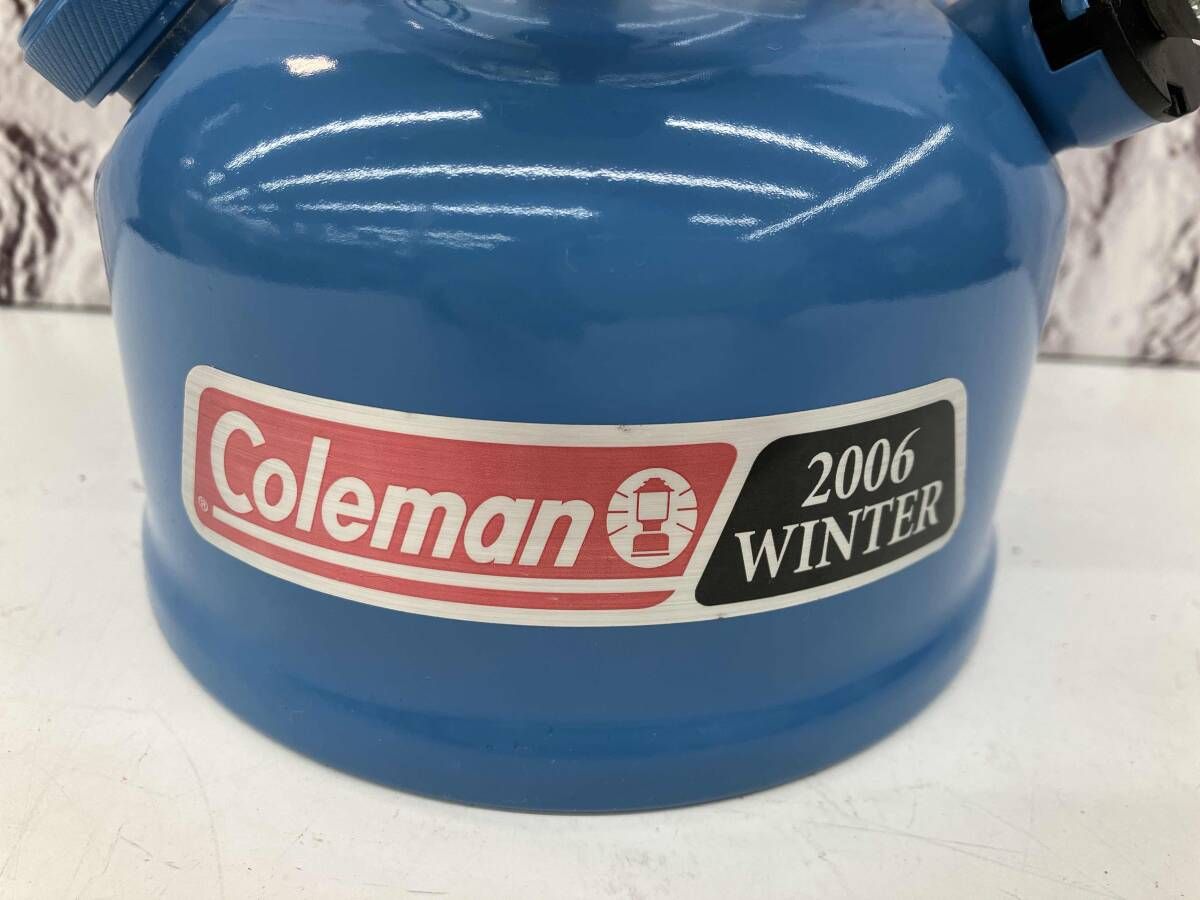 Coleman
®
2006
WINTER